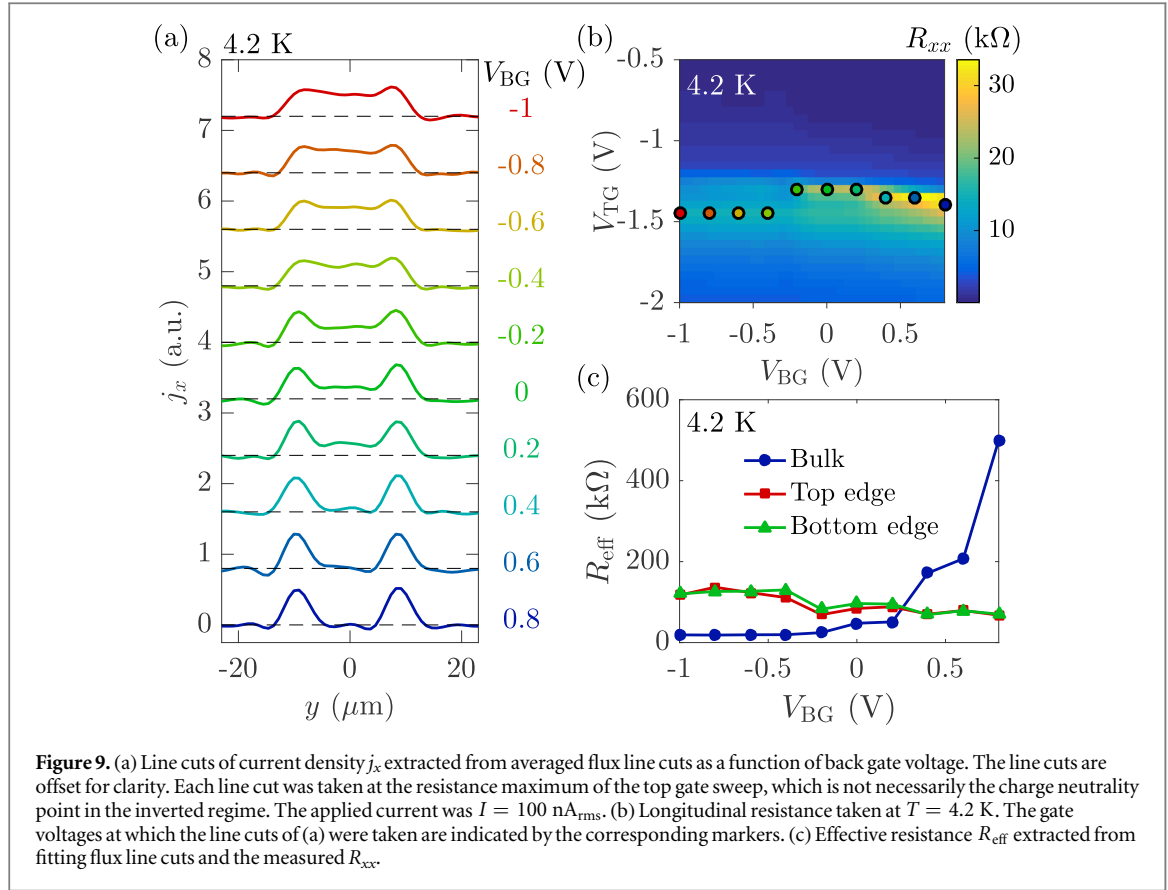 (a)
4.2 K
8
7
6
5
4
3
2
1
0
j_x (a.u.)
-20
0
20
y (μm)
V_BG (V)
-1
-0.8
-0.6
-0.4
-0.2
0
0.2
0.4
0.6
0.8
(b)
R_xx (kΩ)
4.2 K
-0.5
-1
-1.5
-2
V_TG (V)
-1
-0.5
0
0.5
V_BG (V)
30
20
10
(c)
4.2 K
600
400
200
0
R_eff (kΩ)
Bulk
Top edge
Bottom edge
-1
-0.5
0
0.5
V_BG (V)
Figure 9. (a) Line cuts of current density j_x extracted from averaged flux line cuts as a function of back gate voltage. The line cuts are
offset for clarity. Each line cut was taken at the resistance maximum of the top gate sweep, which is not necessarily the charge neutrality
point in the inverted regime. The applied current was I = 100 nA_rms. (b) Longitudinal resistance taken at T = 4.2 K. The gate
voltages at which the line cuts of (a) were taken are indicated by the corresponding markers. (c) Effective resistance R_eff extracted from
fitting flux line cuts and the measured R_xx.